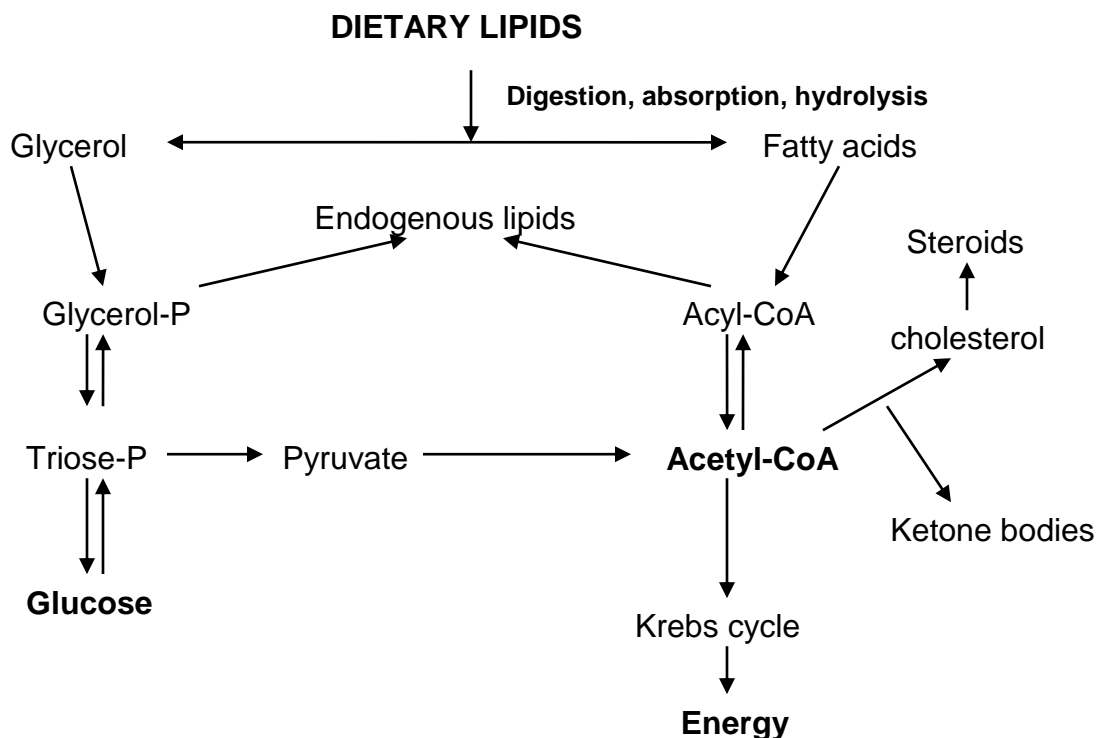 DIETARY LIPIDS
Digestion, absorption, hydrolysis
Glycerol
Fatty acids
Endogenous lipids
Steroids
Glycerol-P
Acyl-CoA
cholesterol
Triose-P
Pyruvate
Acetyl-CoA
Ketone bodies
Glucose
Krebs cycle
Energy